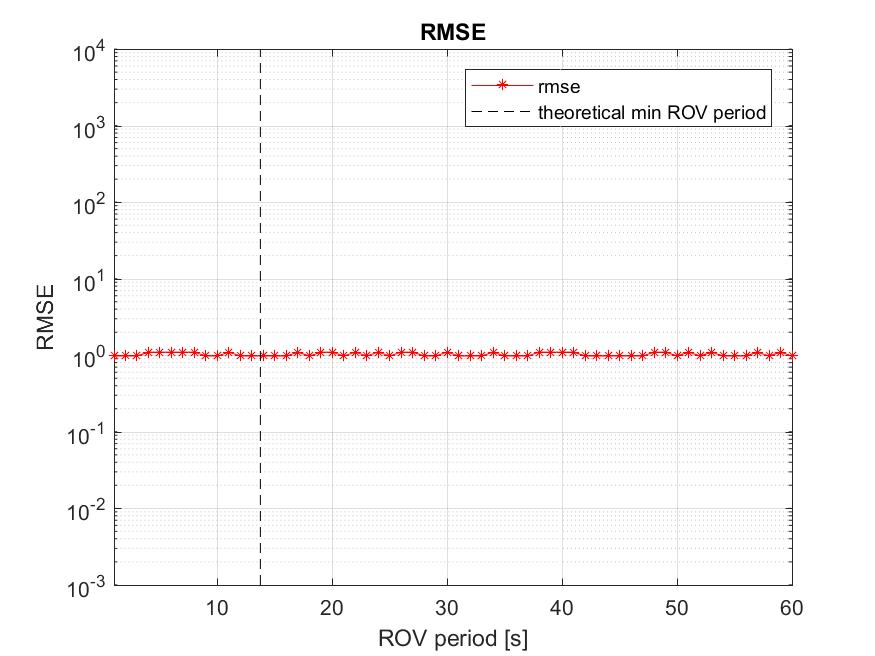 RMSE
10^4
10^3
10^2
10^1
10^0
10^-1
10^-2
10^-3
RMSE
rmse
theoretical min ROV period
10 20 30 40 50 60
ROV period [s]